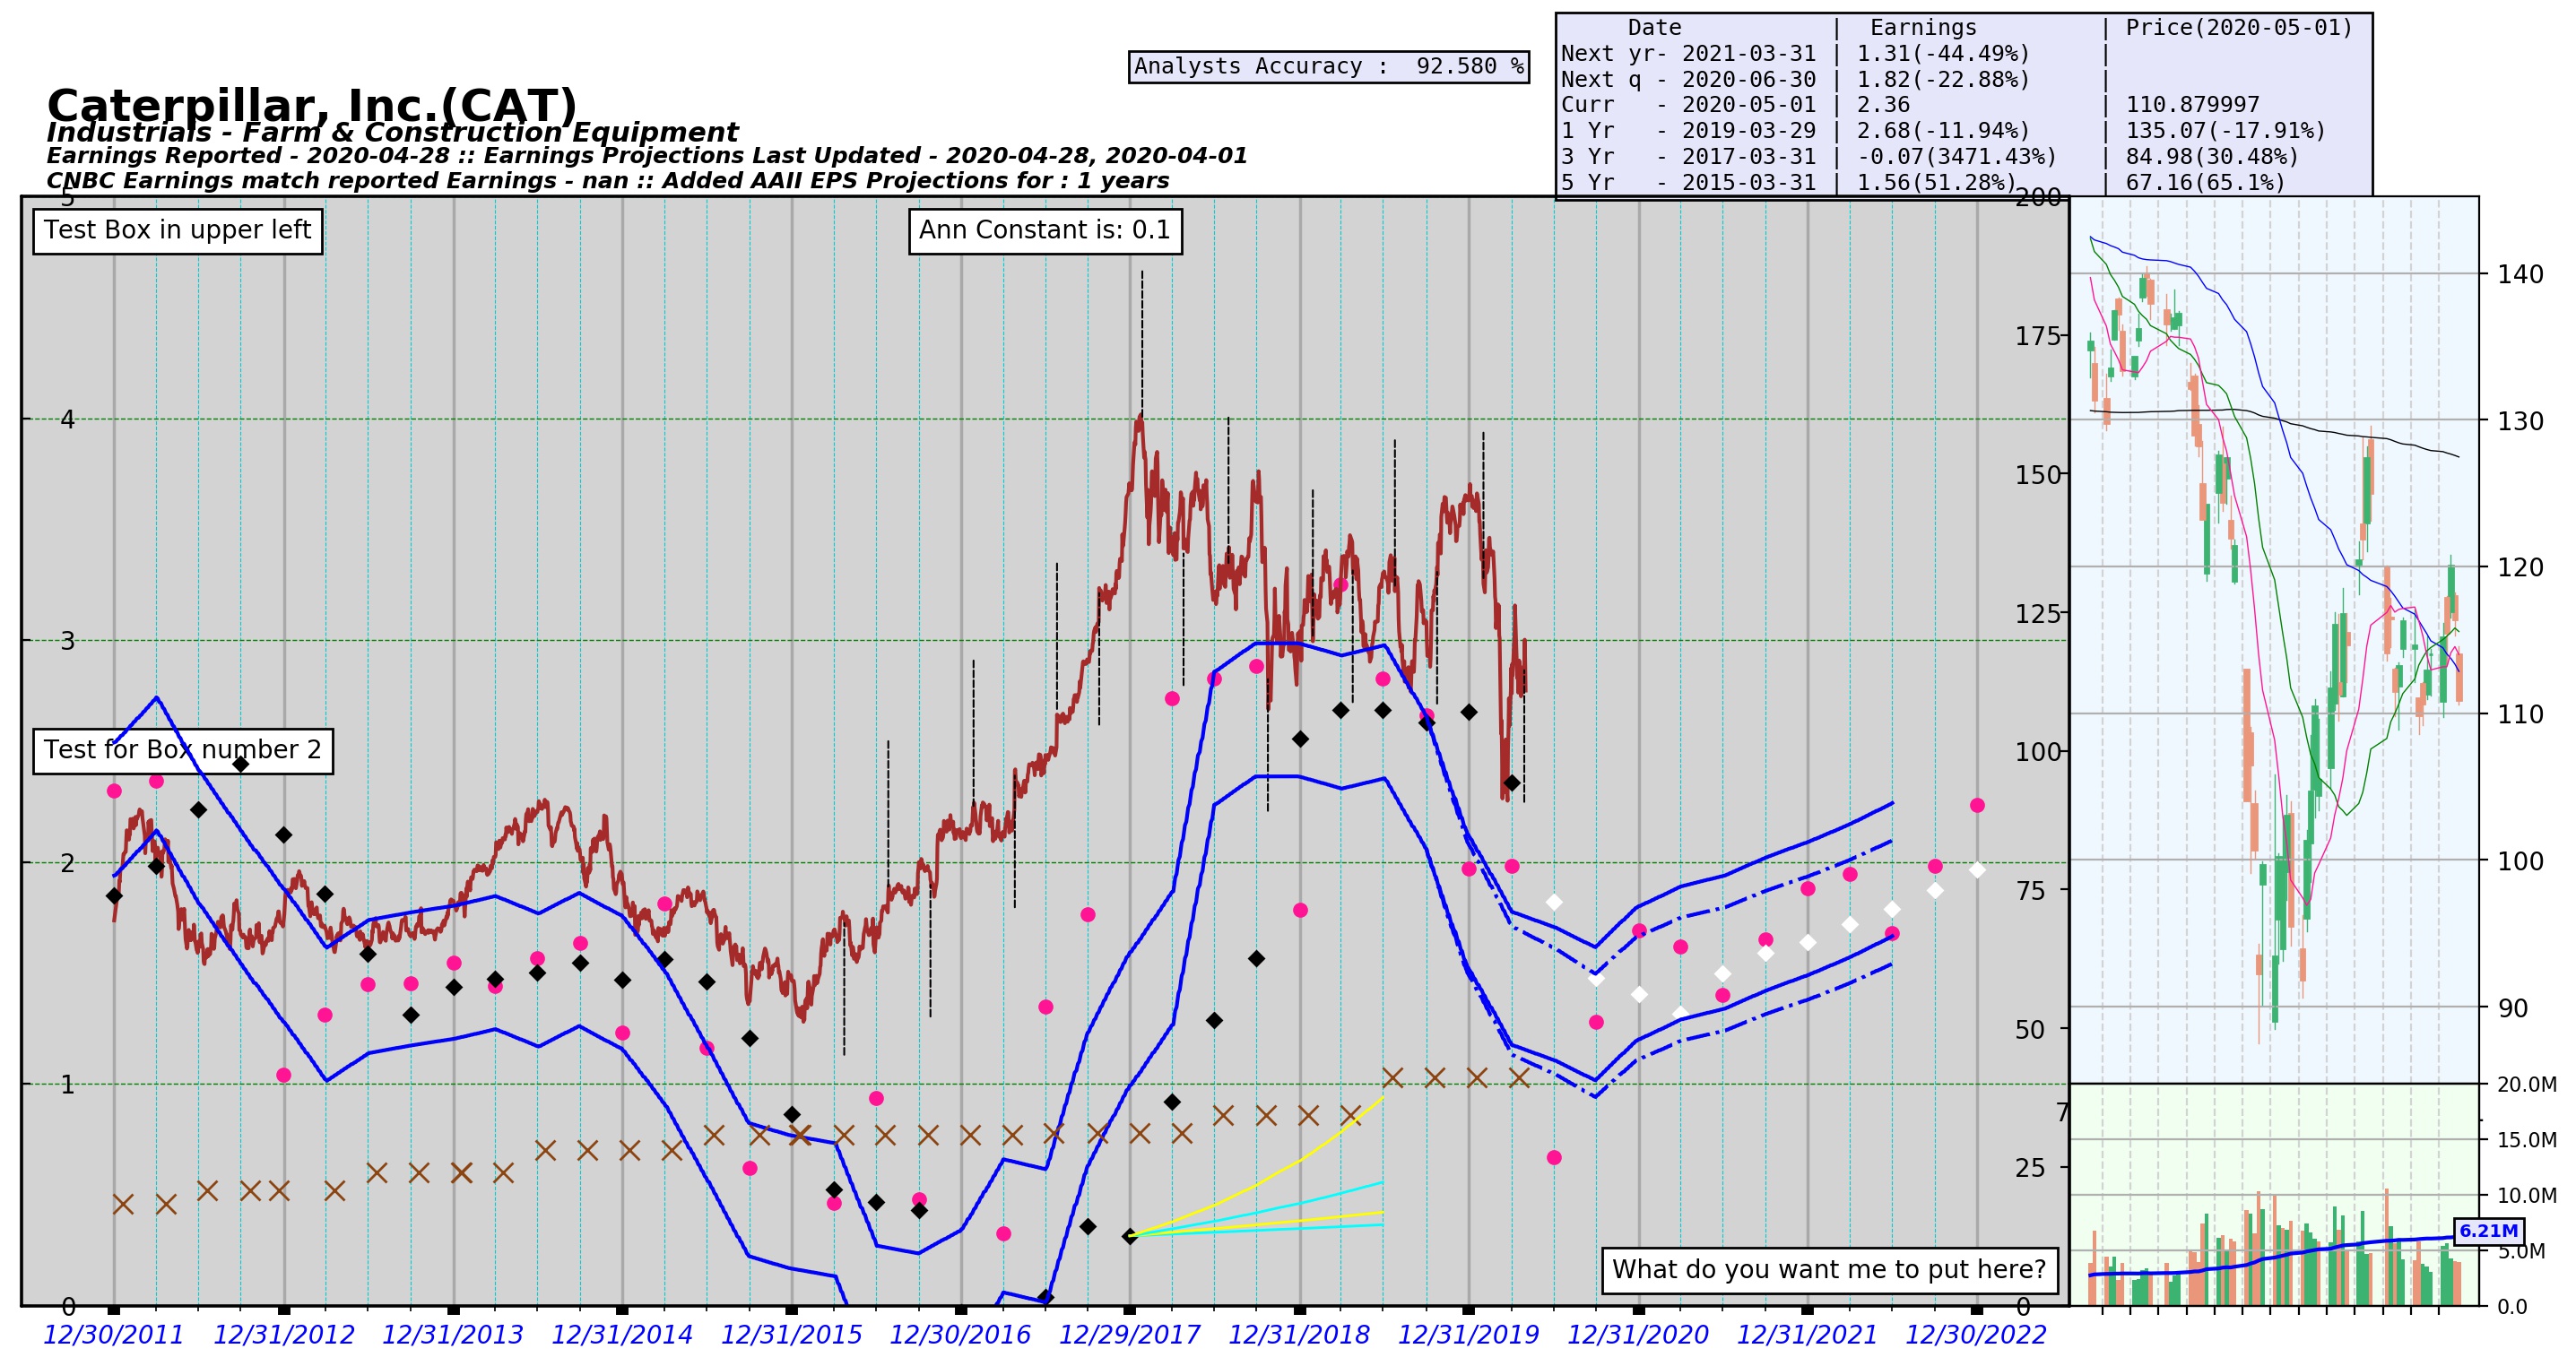 Date | Earnings | Price(2020-05-01)
Next yr- 2021-03-31 | 1.31(-44.49%) |
Next q - 2020-06-30 | 1.82(-22.88%) |
Curr - 2020-05-01 | 2.36 | 110.879997
1 Yr - 2019-03-29 | 2.68(-11.94%) | 135.07(-17.91%)
3 Yr - 2017-03-31 | -0.07(3471.43%) | 84.98(30.48%)
5 Yr - 2015-03-31 | 1.56(51.28%) | 67.16(65.1%)
Analysts Accuracy : 92.580 %
Caterpillar, Inc.(CAT)
Industrials - Farm & Construction Equipment
Earnings Reported - 2020-04-28 :: Earnings Projections Last Updated - 2020-04-28, 2020-04-01
CNBC Earnings match reported Earnings - nan :: Added AAII EPS Projections for : 1 years
Test Box in upper left
Ann Constant is: 0.1
Test for Box number 2
What do you want me to put here?
5
4
3
2
1
0
200
175
150
125
100
75
50
7
25
0
140
130
120
110
100
90
20.0M
15.0M
10.0M
6.21M
5.0M
0.0
12/30/2011 12/31/2012 12/31/2013 12/31/2014 12/31/2015 12/30/2016 12/29/2017 12/31/2018 12/31/2019 12/31/2020 12/31/2021 12/30/2022